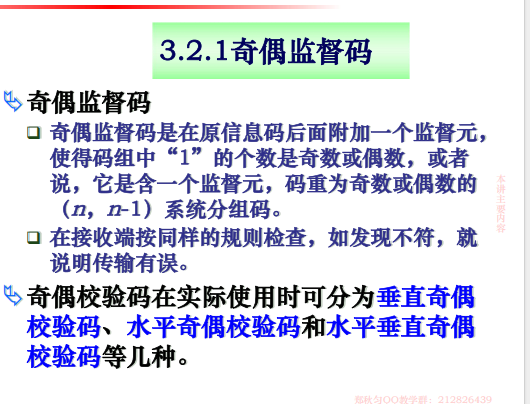 3.2.1奇偶监督码
奇偶监督码
奇偶监督码是在原信息码后面附加一个监督元，
使得码组中“1”的个数是奇数或偶数，或者
说，它是含一个监督元，码重为奇数或偶数的
（n，n-1）系统分组码。
在接收端按同样的规则检查，如发现不符，就
说明传输有误。
奇偶校验码在实际使用时可分为垂直奇偶
校验码、水平奇偶校验码和水平垂直奇偶
校验码等几种。
本讲主要内容
郑秋匀QQ教学群：212826439